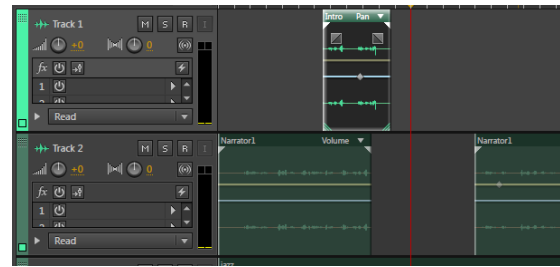 Track 1 M S R I Intro Pan
+0 0
fx
1
2
Read
Track 2 M S R I Narrator1 Volume Narrator1
+0 0
fx
1
Read